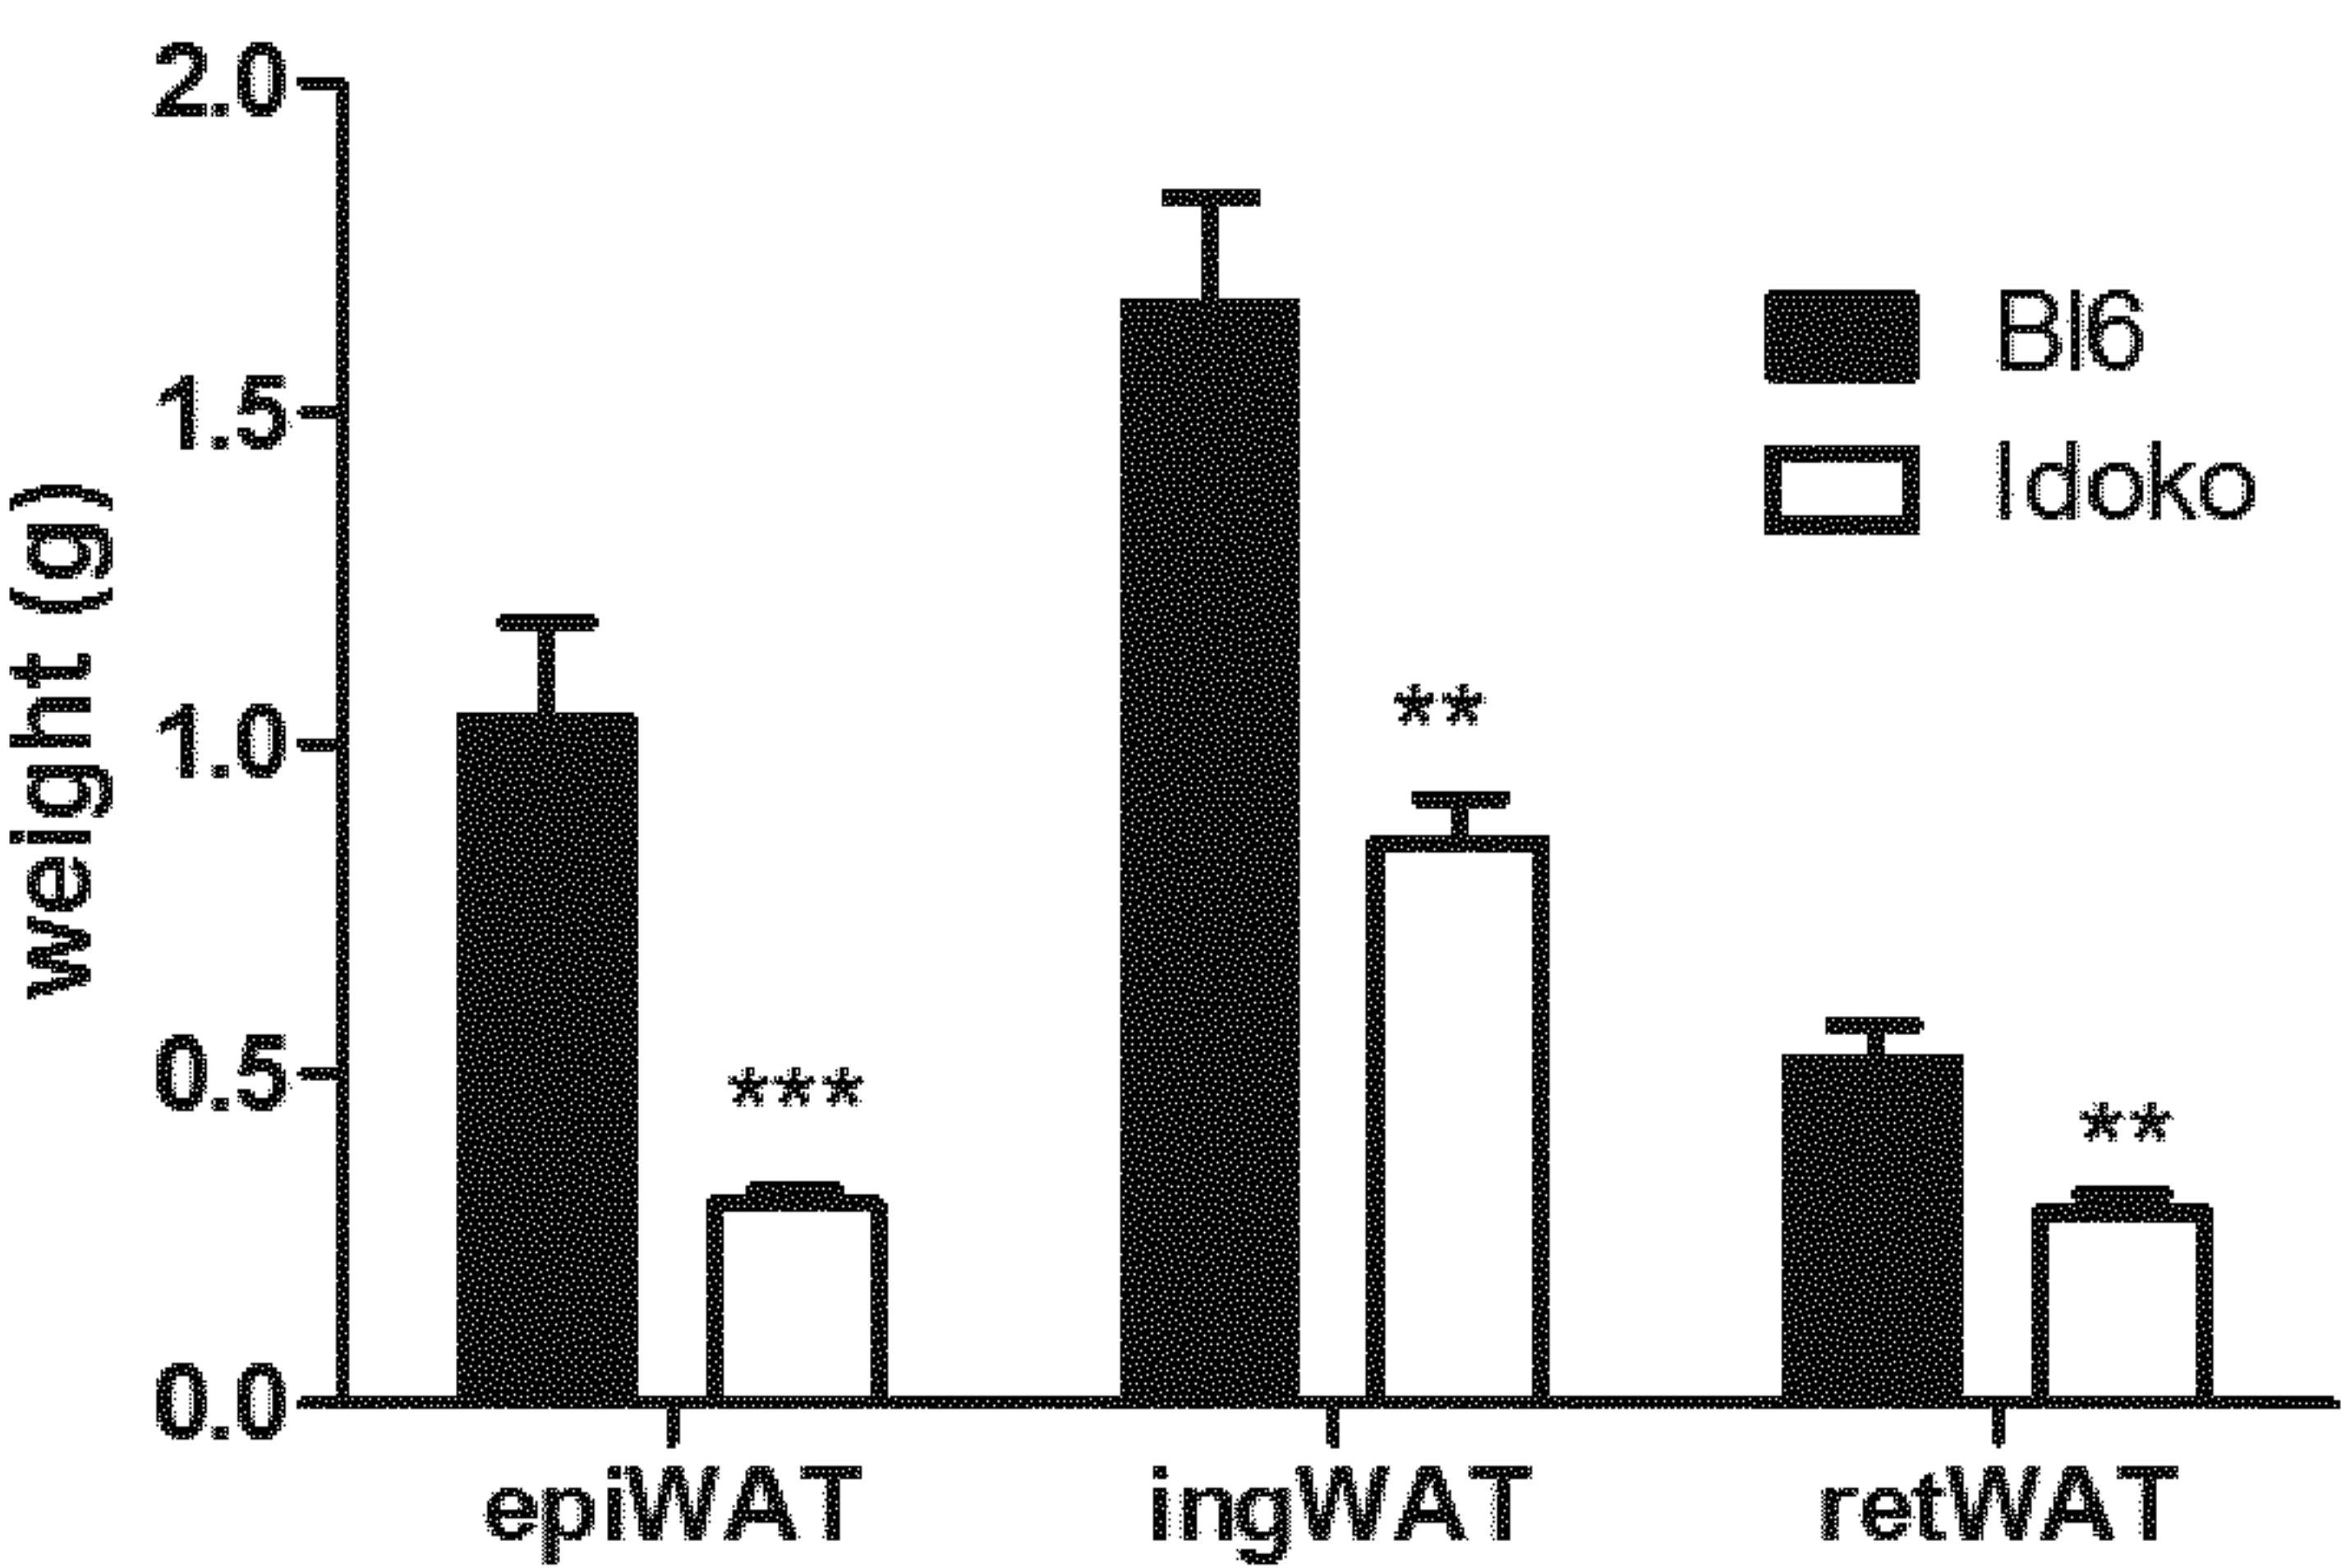 2.0
1.5
1.0
0.5
0.0
weight (g)
Bl6
Idoko
***
**
**
epiWAT
ingWAT
retWAT